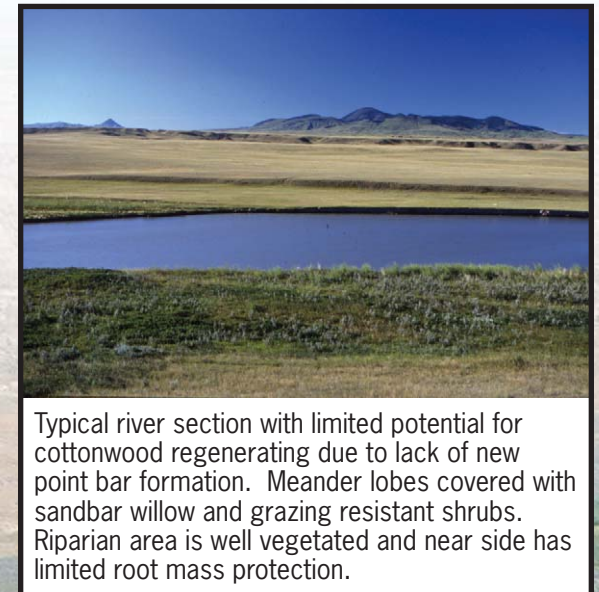 Typical river section with limited potential for
cottonwood regenerating due to lack of new
point bar formation.  Meander lobes covered with
sandbar willow and grazing resistant shrubs.
Riparian area is well vegetated and near side has
limited root mass protection.